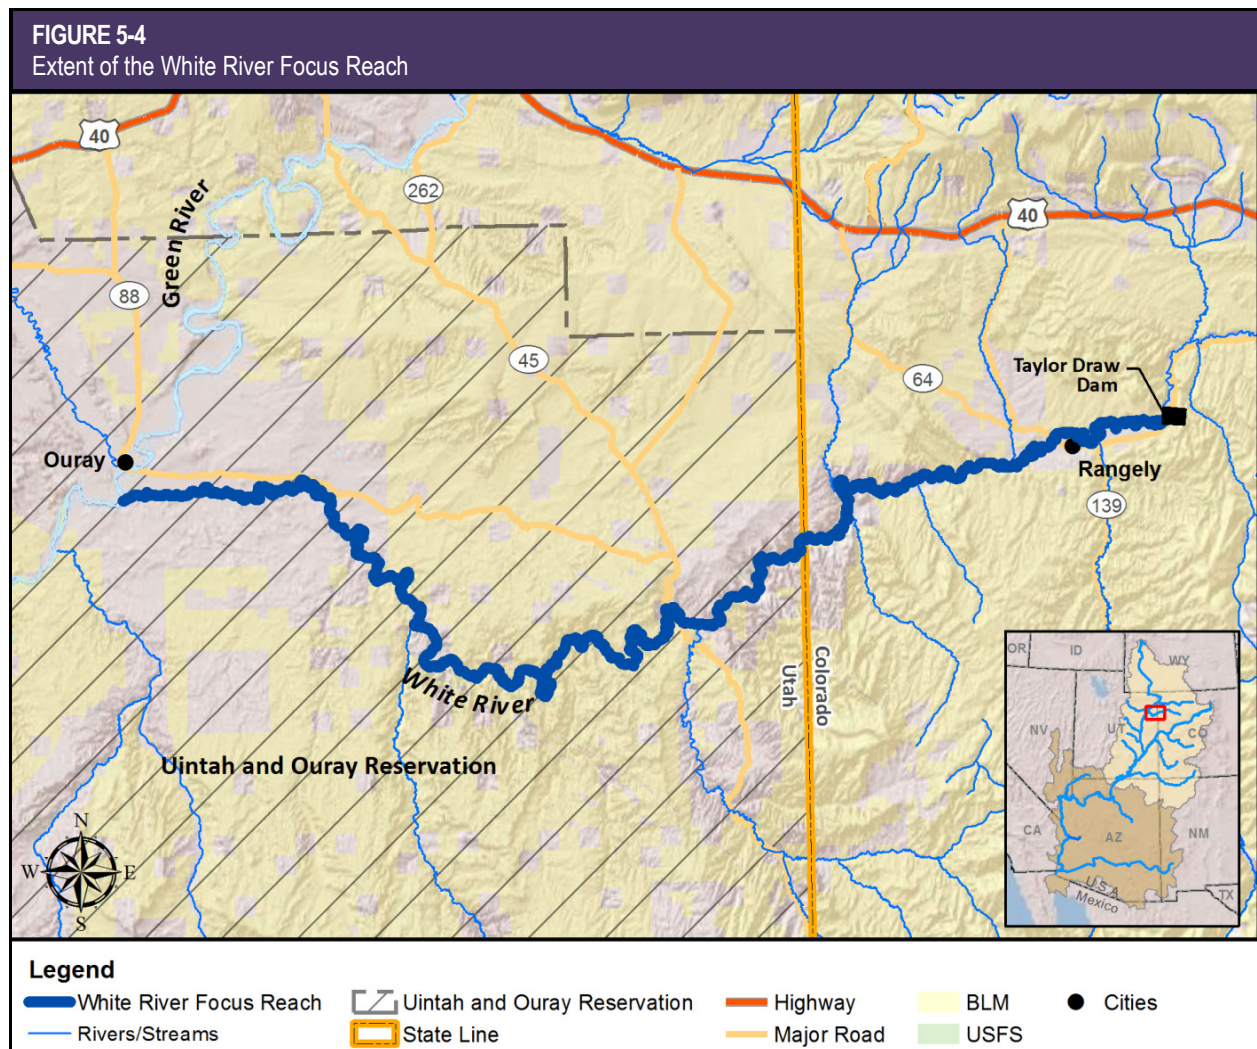 FIGURE 5-4
Extent of the White River Focus Reach
40
262
Green River
40
88
45
64
Taylor Draw
Dam
Ouray
Rangely
139
White River
Colorado
Utah
Uintah and Ouray Reservation
N
W
E
S
OR
ID
WY
NV
UT
CO
CA
AZ
NM
U.S.A
Mexico
TX
Legend
White River Focus Reach
Uintah and Ouray Reservation
Highway
BLM
Cities
Rivers/Streams
State Line
Major Road
USFS